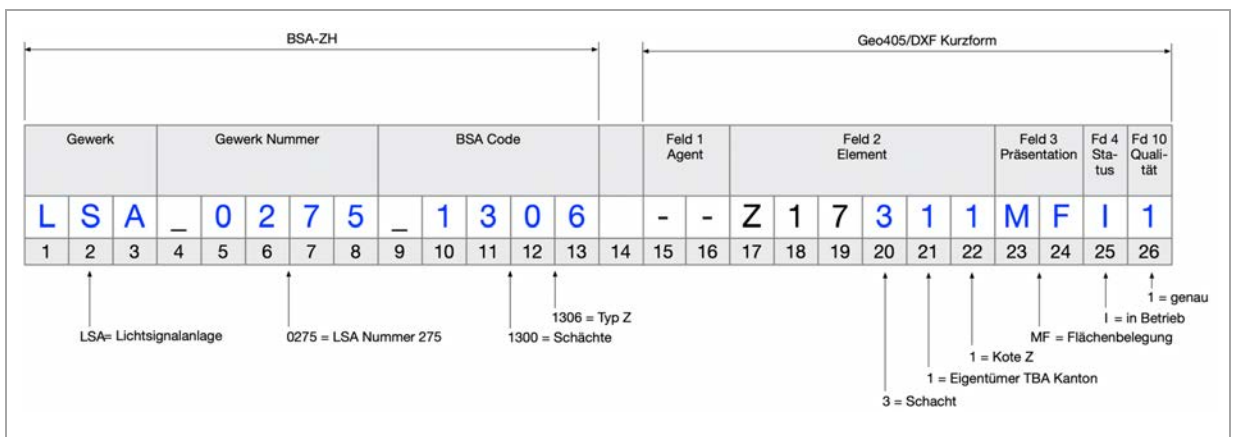 BSA-ZH Geo405/DXF Kurzform
Gewerk Gewerk Nummer BSA Code Feld 1 Feld 2 Feld 3 Fd 4 Fd 10
Agent Element Präsentation Sta- Quali-
tus tät
L S A _ 0 2 7 5 _ 1 3 0 6 - - Z 1 7 3 1 1 M F I 1
1 2 3 4 5 6 7 8 9 10 11 12 13 14 15 16 17 18 19 20 21 22 23 24 25 26
1 = genau
1306 = Typ Z I = in Betrieb
LSA= Lichtsignalanlage 0275 = LSA Nummer 275 1300 = Schächte MF = Flächenbelegung
1 = Kote Z
1 = Eigentümer TBA Kanton
3 = Schacht